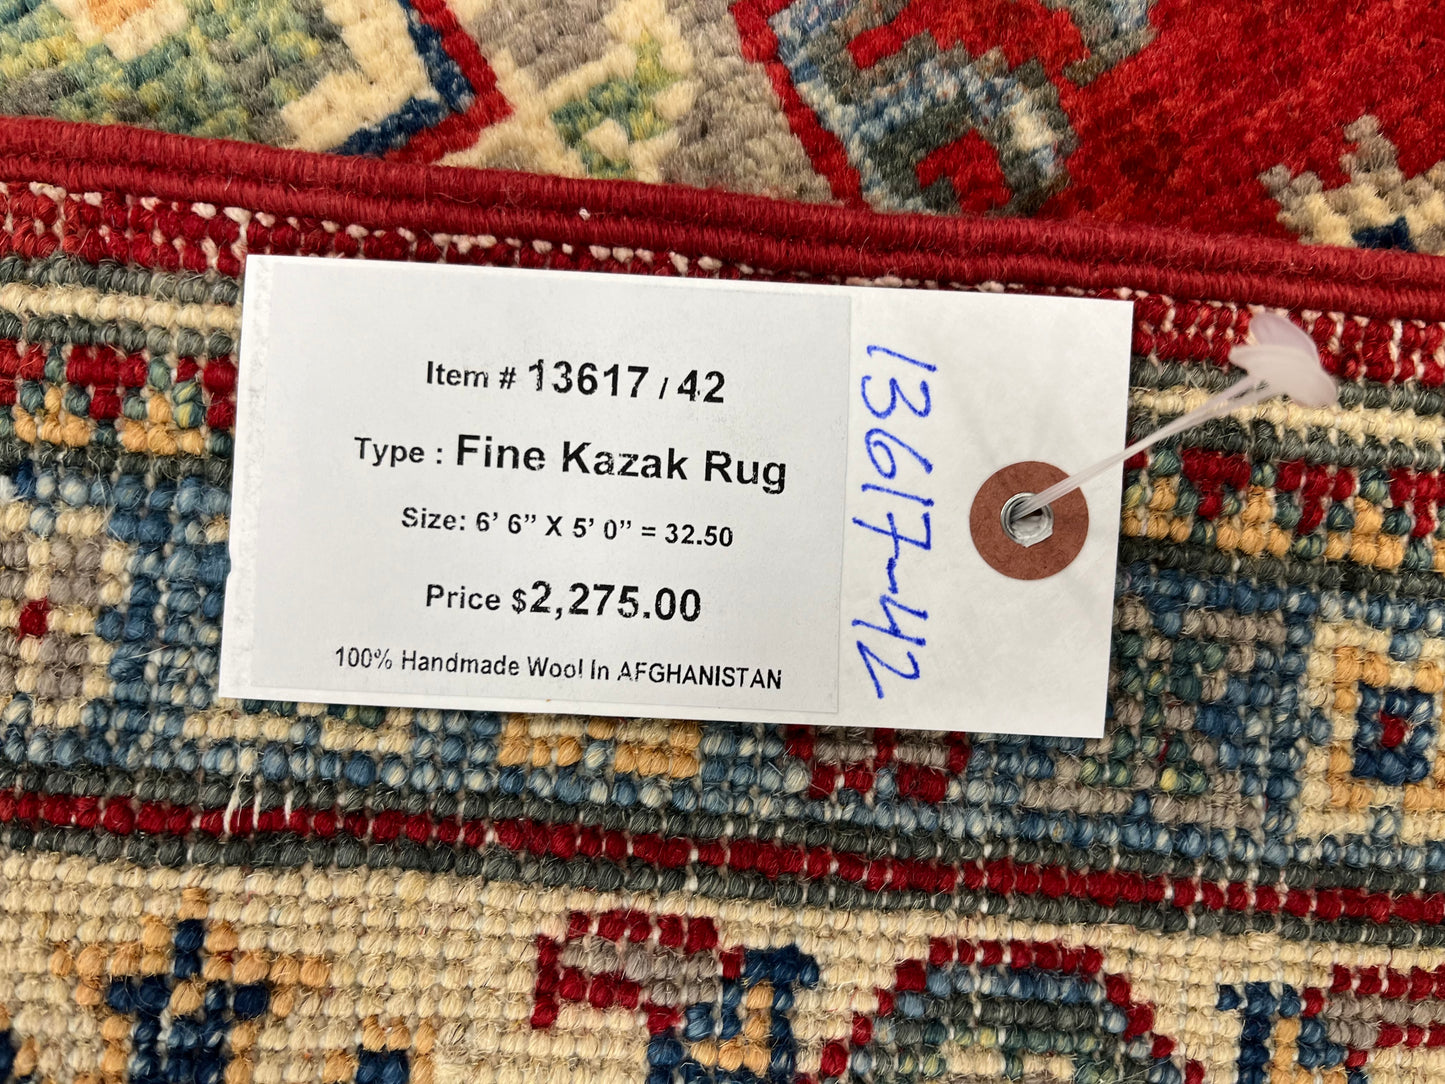 Item # 13617 / 42
Type : Fine Kazak Rug
Size: 6’ 6” X 5’ 0” = 32.50
Price $2,275.00
100% Handmade Wool In AFGHANISTAN
13617-42